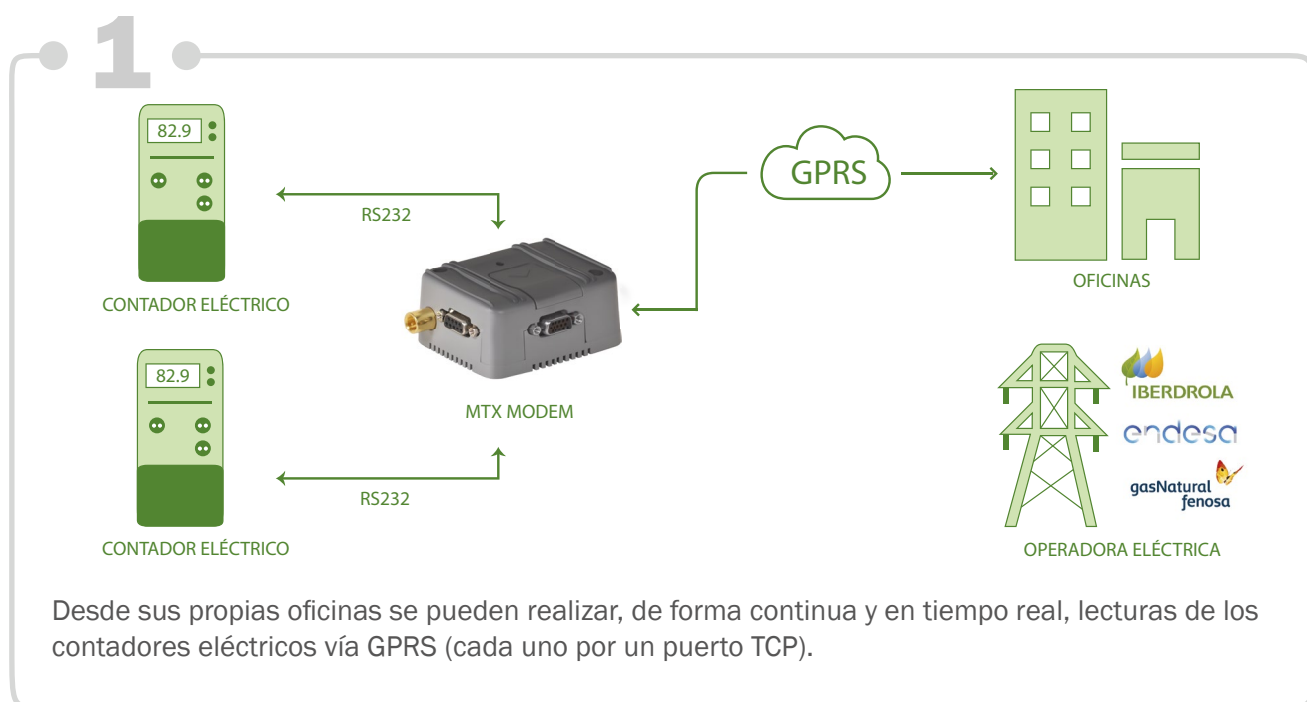 1
82.9
RS232
CONTADOR ELÉCTRICO
GPRS
OFICINAS
MTX MODEM
82.9
RS232
CONTADOR ELÉCTRICO
IBERDROLA
endesa
gasNatural
fenosa
OPERADORA ELÉCTRICA
Desde sus propias oficinas se pueden realizar, de forma continua y en tiempo real, lecturas de los
contadores eléctricos vía GPRS (cada uno por un puerto TCP).